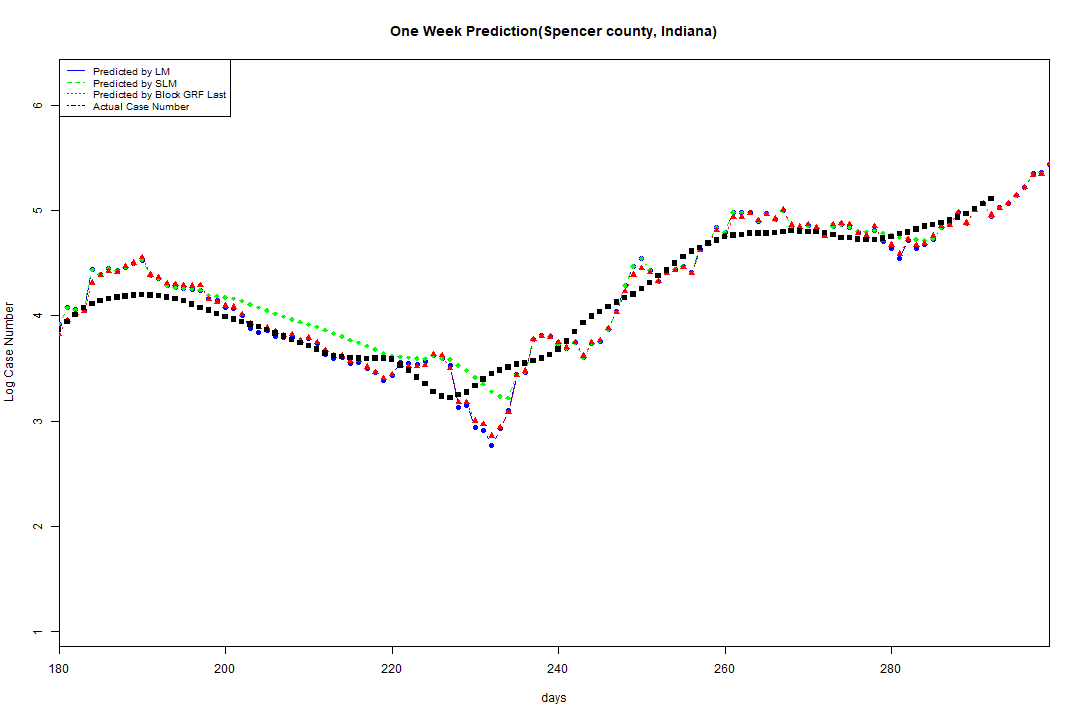 One Week Prediction(Spencer county, Indiana)
Predicted by LM
Predicted by SLM
Predicted by Block GRF Last
Actual Case Number
6
5
4
3
2
1
Log Case Number
180 200 220 240 260 280
days